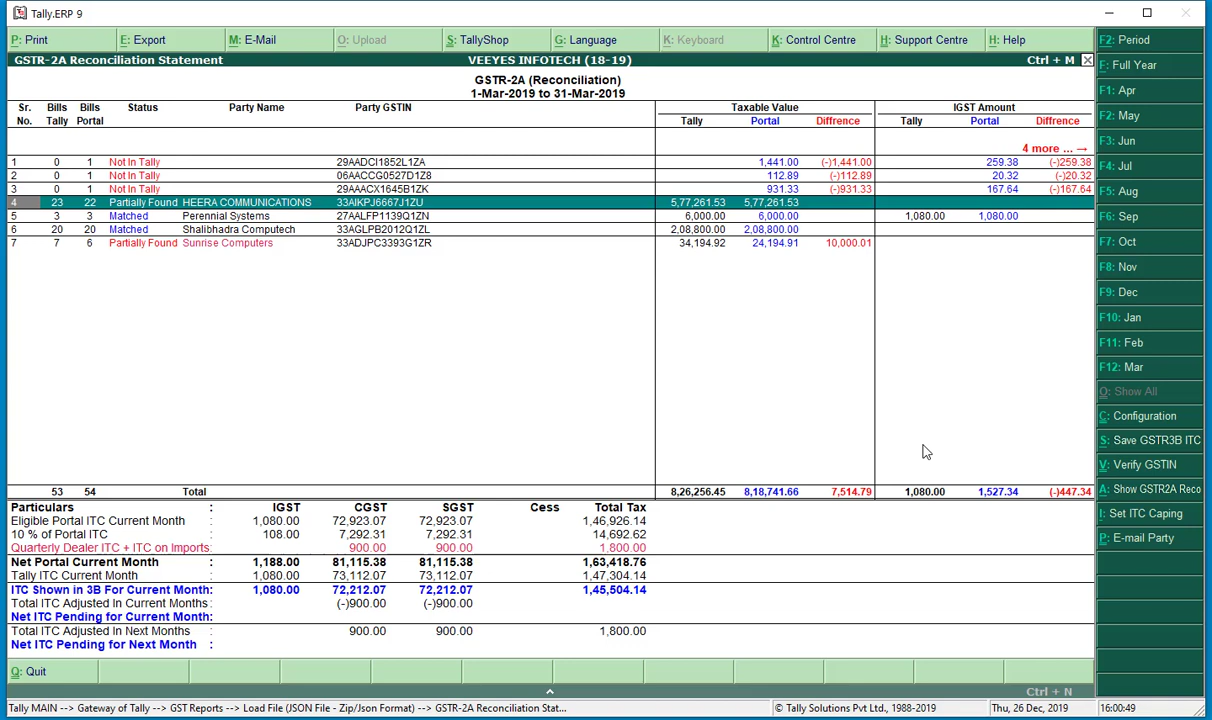 Tally.ERP 9
P: Print E: Export M: E-Mail O: Upload S: TallyShop G: Language K: Keyboard K: Control Centre H: Support Centre H: Help
GSTR-2A Reconciliation Statement VEEYES INFOTECH (18-19) Ctrl + M
GSTR-2A (Reconciliation)
1-Mar-2019 to 31-Mar-2019
Sr. Bills Bills Status Party Name Party GSTIN Taxable Value IGST Amount
No. Tally Portal Tally Portal Diffrence Tally Portal Diffrence
4 more ... →
1 0 1 Not In Tally 29AADCI1852L1ZA 1,441.00 (-)1,441.00 259.38 (-)259.38
2 0 1 Not In Tally 06AACCG0527D1Z8 112.89 (-)112.89 20.32 (-)20.32
3 0 1 Not In Tally 29AAACX1645B1ZK 931.33 (-)931.33 167.64 (-)167.64
4 23 22 Partially Found HEERA COMMUNICATIONS 33AIKPJ6667J1ZU 5,77,261.53 5,77,261.53
5 3 3 Matched Perennial Systems 27AALFP1139Q1ZN 6,000.00 6,000.00 1,080.00 1,080.00
6 20 20 Matched Shalibhadra Computech 33AGLPB2012Q1ZL 2,08,800.00 2,08,800.00
7 7 6 Partially Found Sunrise Computers 33ADJPC3393G1ZR 34,194.92 24,194.91 10,000.01
53 54 Total 8,26,256.45 8,18,741.66 7,514.79 1,080.00 1,527.34 (-)447.34
Particulars : IGST CGST SGST Cess Total Tax
Eligible Portal ITC Current Month : 1,080.00 72,923.07 72,923.07 1,46,926.14
10 % of Portal ITC : 108.00 7,292.31 7,292.31 14,692.62
Quarterly Dealer ITC + ITC on Imports: 900.00 900.00 1,800.00
Net Portal Current Month : 1,188.00 81,115.38 81,115.38 1,63,418.76
Tally ITC Current Month : 1,080.00 73,112.07 73,112.07 1,47,304.14
ITC Shown in 3B For Current Month: 1,080.00 72,212.07 72,212.07 1,45,504.14
Total ITC Adjusted In Current Months : (-)900.00 (-)900.00
Net ITC Pending for Current Month:
Total ITC Adjusted in Next Months : 900.00 900.00 1,800.00
Net ITC Pending for Next Month :
Q: Quit
Ctrl + N
Tally MAIN --> Gateway of Tally --> GST Reports --> Load File (JSON File - Zip/Json Format) --> GSTR-2A Reconciliation Stat... © Tally Solutions Pvt Ltd., 1988-2019 Thu, 26 Dec, 2019 16:00:49
F2: Period
F: Full Year
F1: Apr
F2: May
F3: Jun
F4: Jul
F5: Aug
F6: Sep
F7: Oct
F8: Nov
F9: Dec
F10: Jan
F11: Feb
F12: Mar
O: Show All
C: Configuration
S: Save GSTR3B ITC
V: Verify GSTIN
A: Show GSTR2A Reco
I: Set ITC Caping
P: E-mail Party